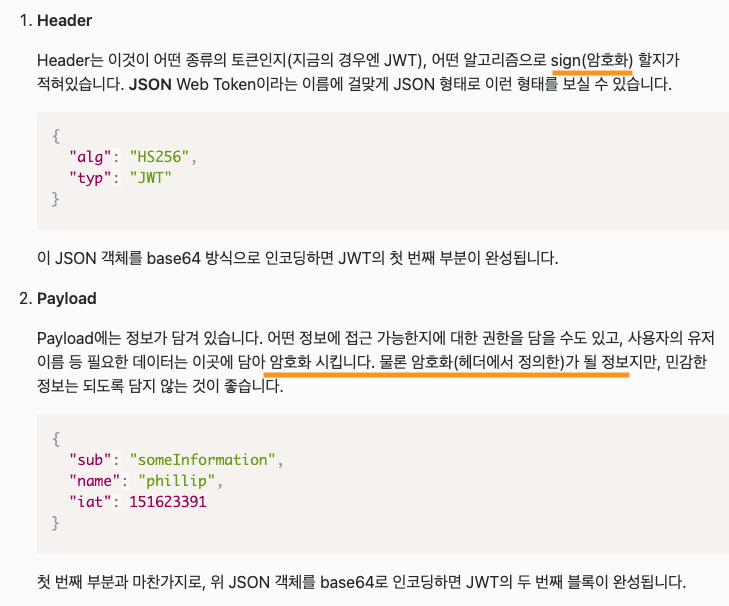 1. Header
Header는 이것이 어떤 종류의 토큰인지(지금의 경우엔 JWT), 어떤 알고리즘으로 sign(암호화) 할지가
적혀있습니다. JSON Web Token이라는 이름에 걸맞게 JSON 형태로 이런 형태를 보실 수 있습니다.
{
"alg": "HS256",
"typ": "JWT"
}
이 JSON 객체를 base64 방식으로 인코딩하면 JWT의 첫 번째 부분이 완성됩니다.
2. Payload
Payload에는 정보가 담겨 있습니다. 어떤 정보에 접근 가능한지에 대한 권한을 담을 수도 있고, 사용자의 유저
이름 등 필요한 데이터는 이곳에 담아 암호화 시킵니다. 물론 암호화(헤더에서 정의한)가 될 정보지만, 민감한
정보는 되도록 담지 않는 것이 좋습니다.
{
"sub": "someInformation",
"name": "phillip",
"iat": 151623391
}
첫 번째 부분과 마찬가지로, 위 JSON 객체를 base64로 인코딩하면 JWT의 두 번째 블록이 완성됩니다.